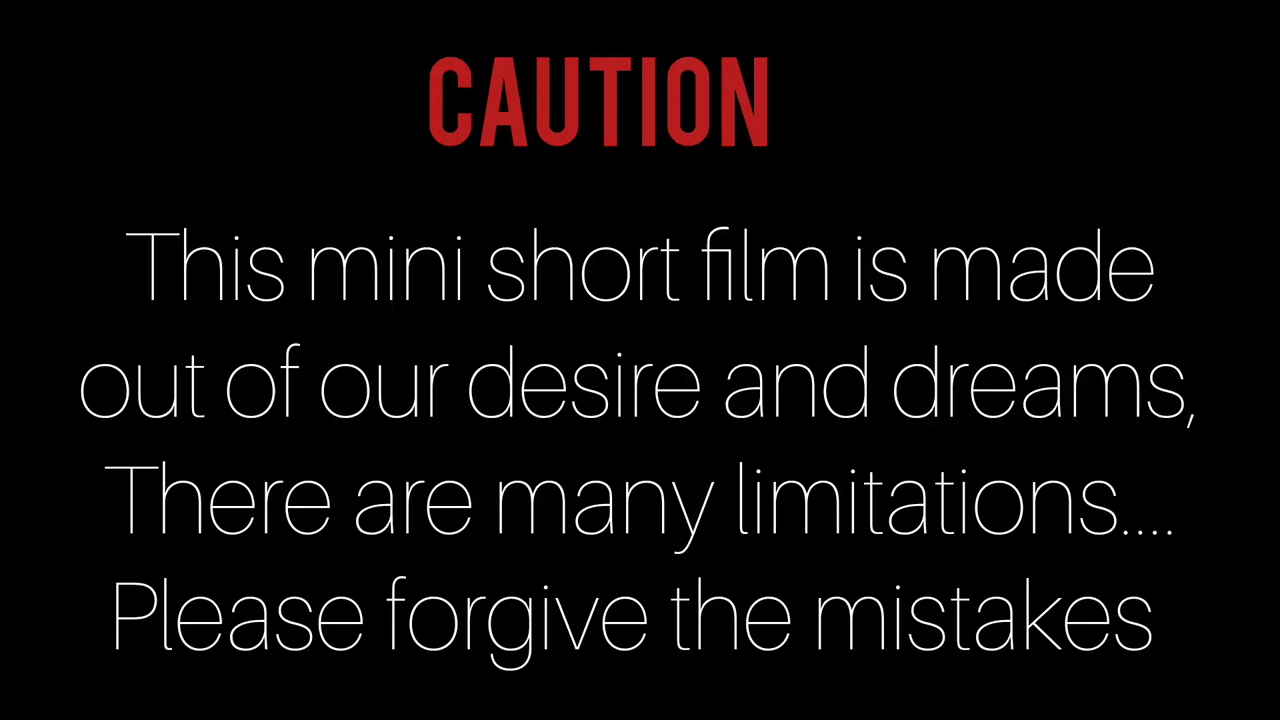 CAUTION
This mini short film is made
out of our desire and dreams,
There are many limitations....
Please forgive the mistakes